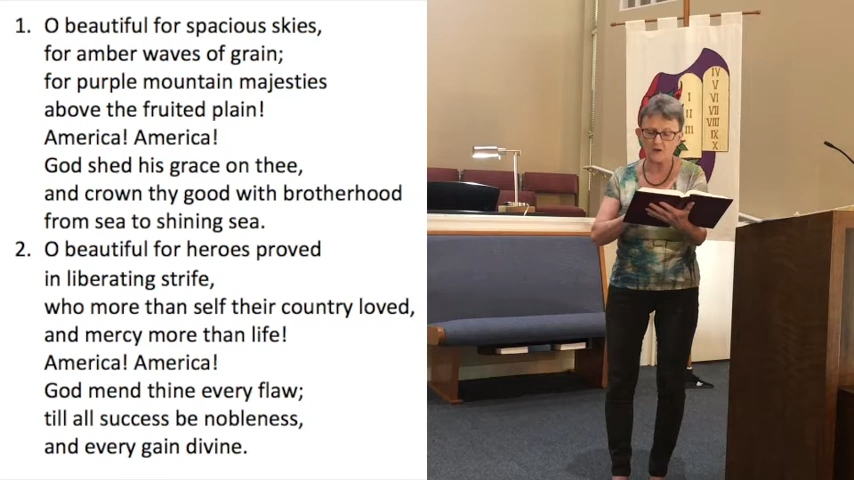 1. O beautiful for spacious skies,
for amber waves of grain;
for purple mountain majesties
above the fruited plain!
America! America!
God shed his grace on thee,
and crown thy good with brotherhood
from sea to shining sea.
2. O beautiful for heroes proved
in liberating strife,
who more than self their country loved,
and mercy more than life!
America! America!
God mend thine every flaw;
till all success be nobleness,
and every gain divine.
I
II
III
IV
V
VI
VII
VIII
IX
X